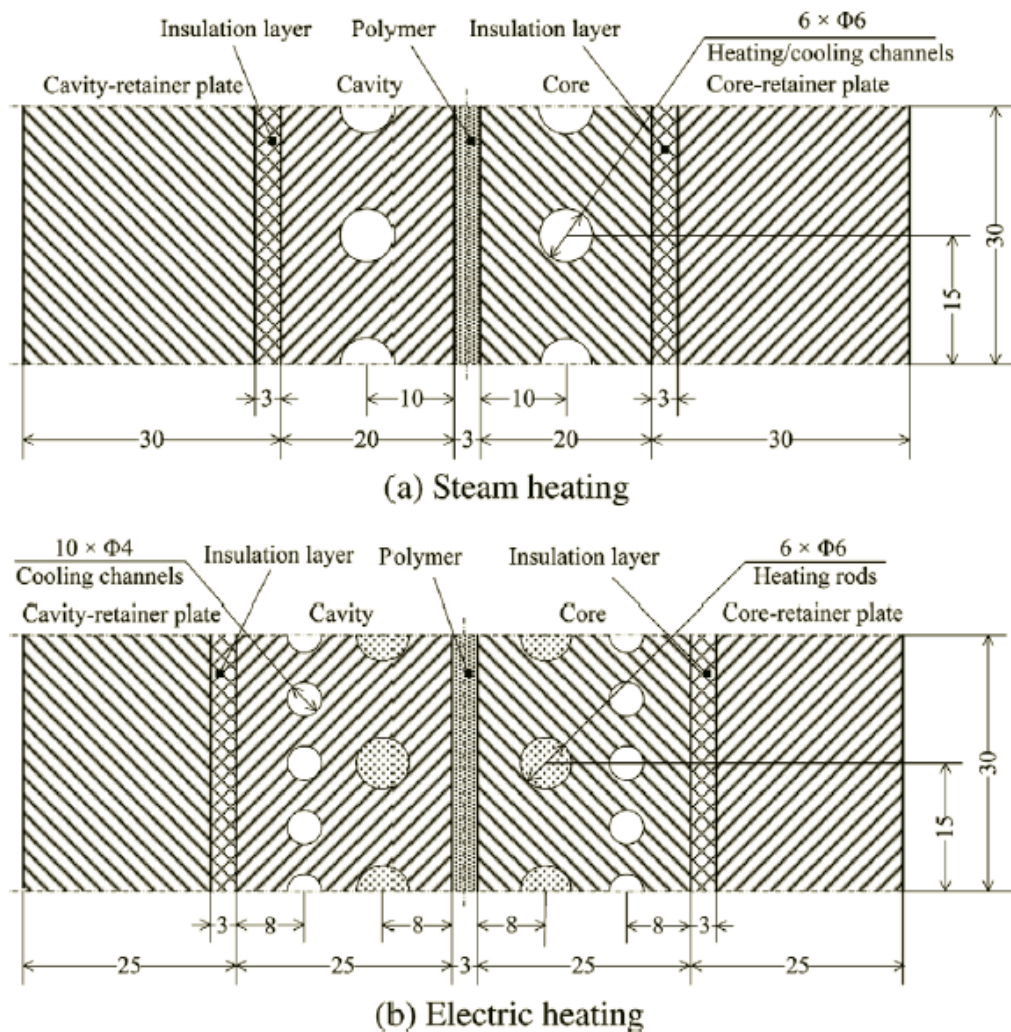 6 × Φ6
Insulation layer Polymer Insulation layer
Heating/cooling channels
Cavity-retainer plate Cavity Core Core-retainer plate
30
15
3 10 10 3
30 20 3 20 30
(a) Steam heating
10 × Φ4 6 × Φ6
Insulation layer Polymer Insulation layer
Cooling channels Heating rods
Cavity-retainer plate Cavity Core Core-retainer plate
30
15
3 8 8 8 8 3
25 25 3 25 25
(b) Electric heating